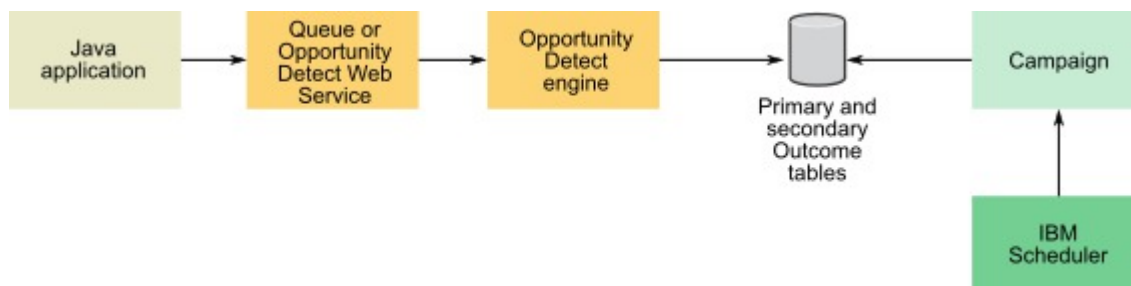 Java
application
Queue or
Opportunity
Detect Web
Service
Opportunity
Detect
engine
Primary and
secondary
Outcome
tables
Campaign
IBM
Scheduler